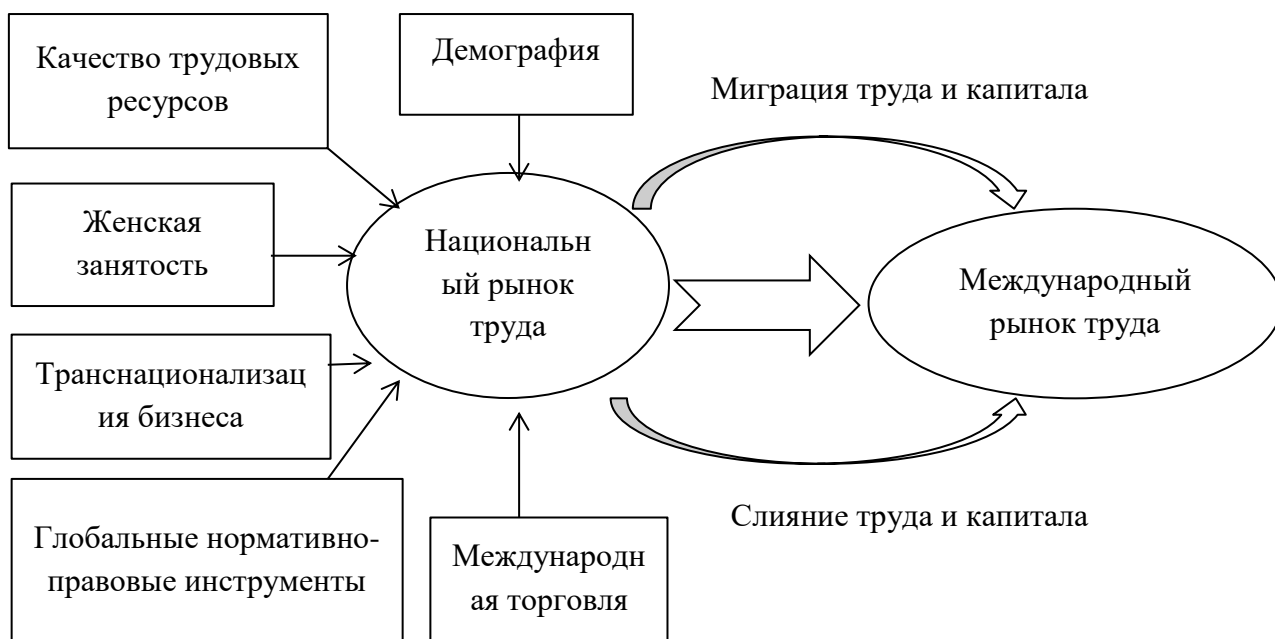 Качество трудовых
ресурсов
Демография
Миграция труда и капитала
Женская
занятость
Национальн
ый рынок
труда
Международный
рынок труда
Транснационализац
ия бизнеса
Глобальные нормативно-
правовые инструменты
Международн
ая торговля
Слияние труда и капитала